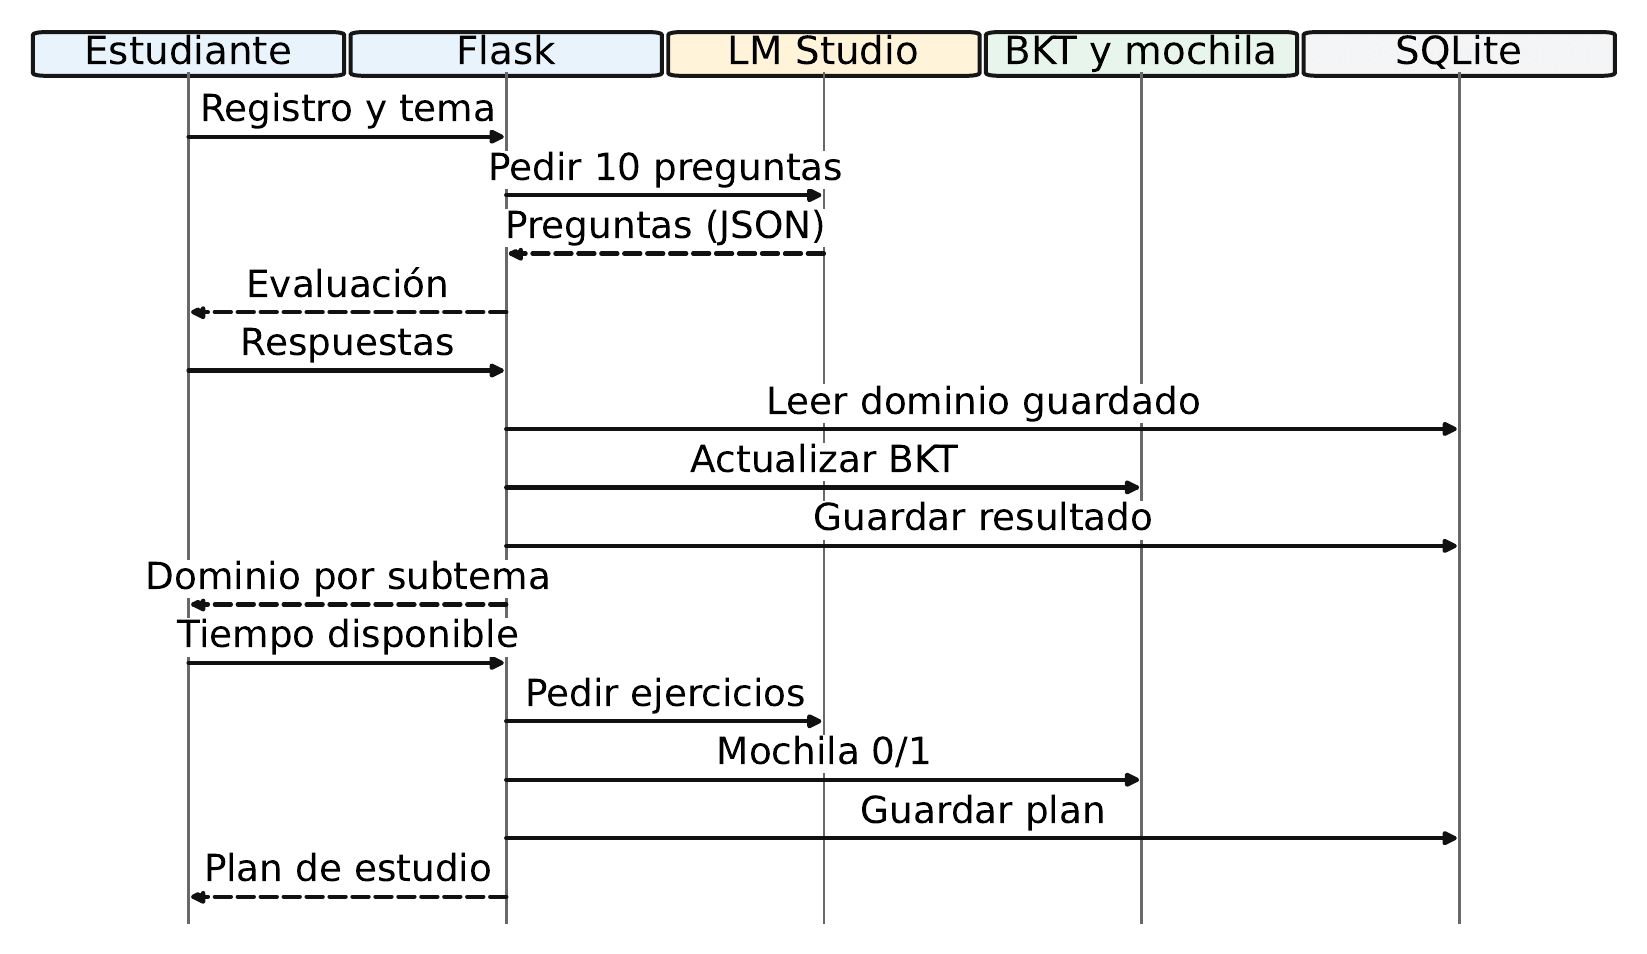 Estudiante
Flask
LM Studio
BKT y mochila
SQLite
Registro y tema
Pedir 10 preguntas
Preguntas (JSON)
Evaluación
Respuestas
Leer dominio guardado
Actualizar BKT
Guardar resultado
Dominio por subtema
Tiempo disponible
Pedir ejercicios
Mochila 0/1
Guardar plan
Plan de estudio